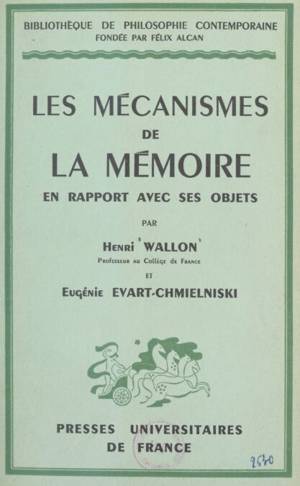 BIBLIOTHÈQUE DE PHILOSOPHIE CONTEMPORAINE
FONDÉE PAR FÉLIX ALCAN
LES MÉCANISMES
DE
LA MÉMOIRE
EN RAPPORT AVEC SES OBJETS
PAR
Henri WALLON
Professeur au Collège de France
ET
Eugénie EVART-CHMIELNISKI
PRESSES UNIVERSITAIRES
DE FRANCE